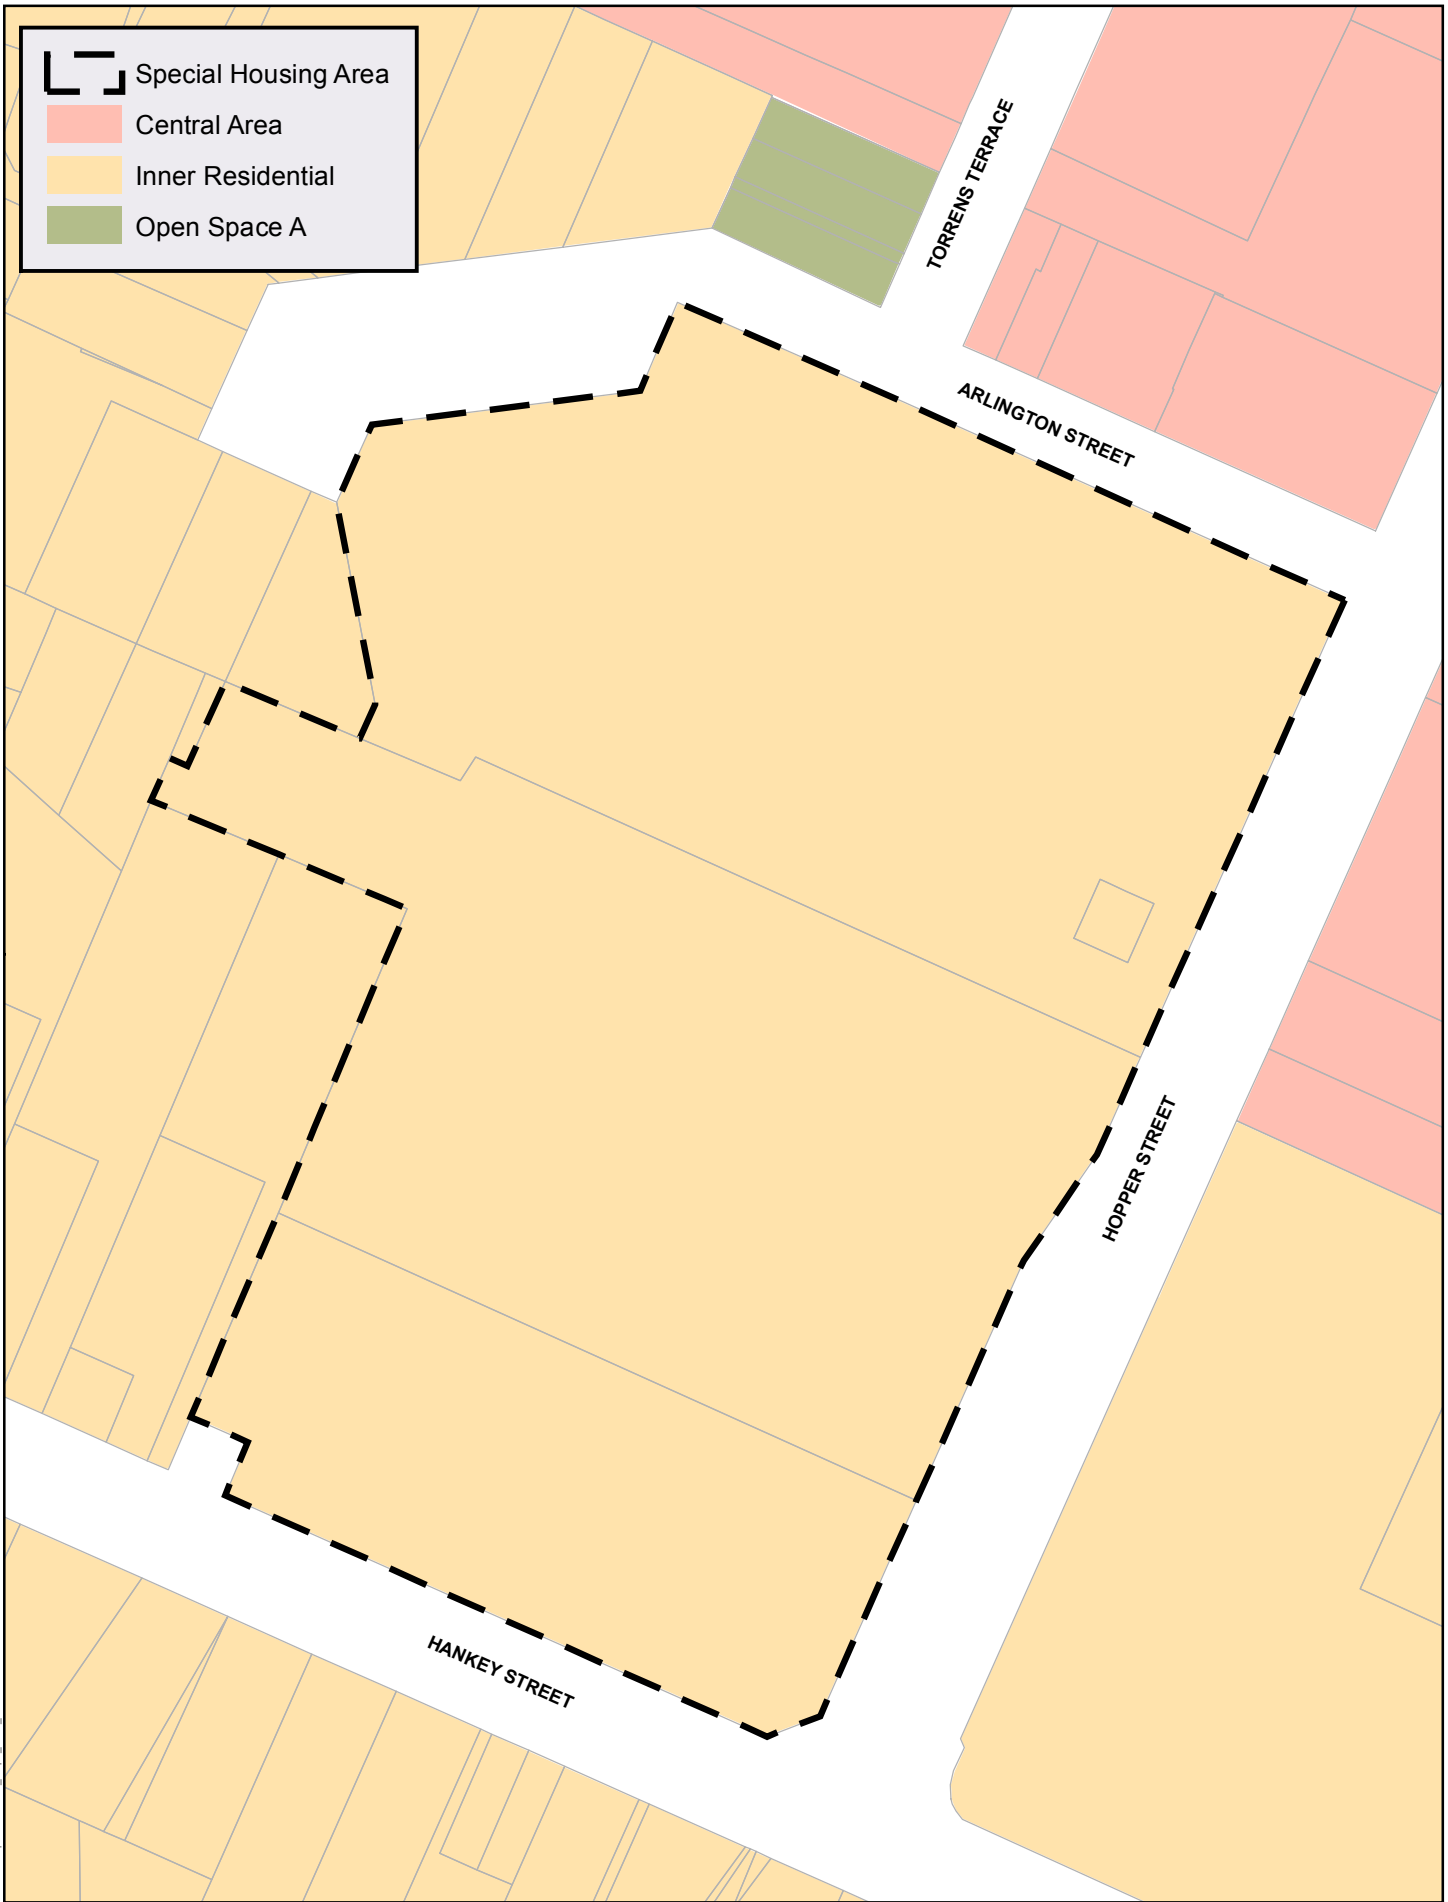 Special Housing Area
Central Area
Inner Residential
Open Space A
TORRENS TERRACE
ARLINGTON STREET
HOPPER STREET
HANKEY STREET